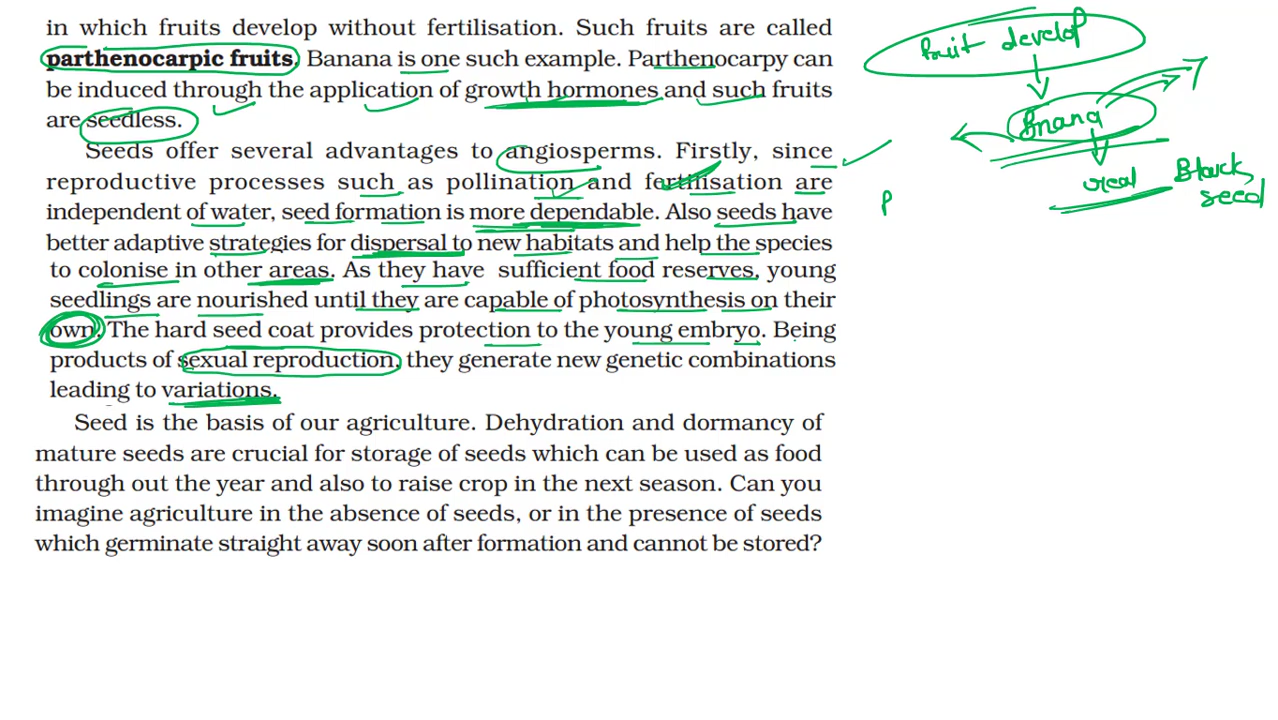 in which fruits develop without fertilisation. Such fruits are called
parthenocarpic fruits. Banana is one such example. Parthenocarpy can
be induced through the application of growth hormones and such fruits
are seedless.
Seeds offer several advantages to angiosperms. Firstly, since
reproductive processes such as pollination and fertilisation are
independent of water, seed formation is more dependable. Also seeds have
better adaptive strategies for dispersal to new habitats and help the species
to colonise in other areas. As they have sufficient food reserves, young
seedlings are nourished until they are capable of photosynthesis on their
own. The hard seed coat provides protection to the young embryo. Being
products of sexual reproduction, they generate new genetic combinations
leading to variations.
Seed is the basis of our agriculture. Dehydration and dormancy of
mature seeds are crucial for storage of seeds which can be used as food
through out the year and also to raise crop in the next season. Can you
imagine agriculture in the absence of seeds, or in the presence of seeds
which germinate straight away soon after formation and cannot be stored?
fruit develop
Bnana
real
Black
seed
P